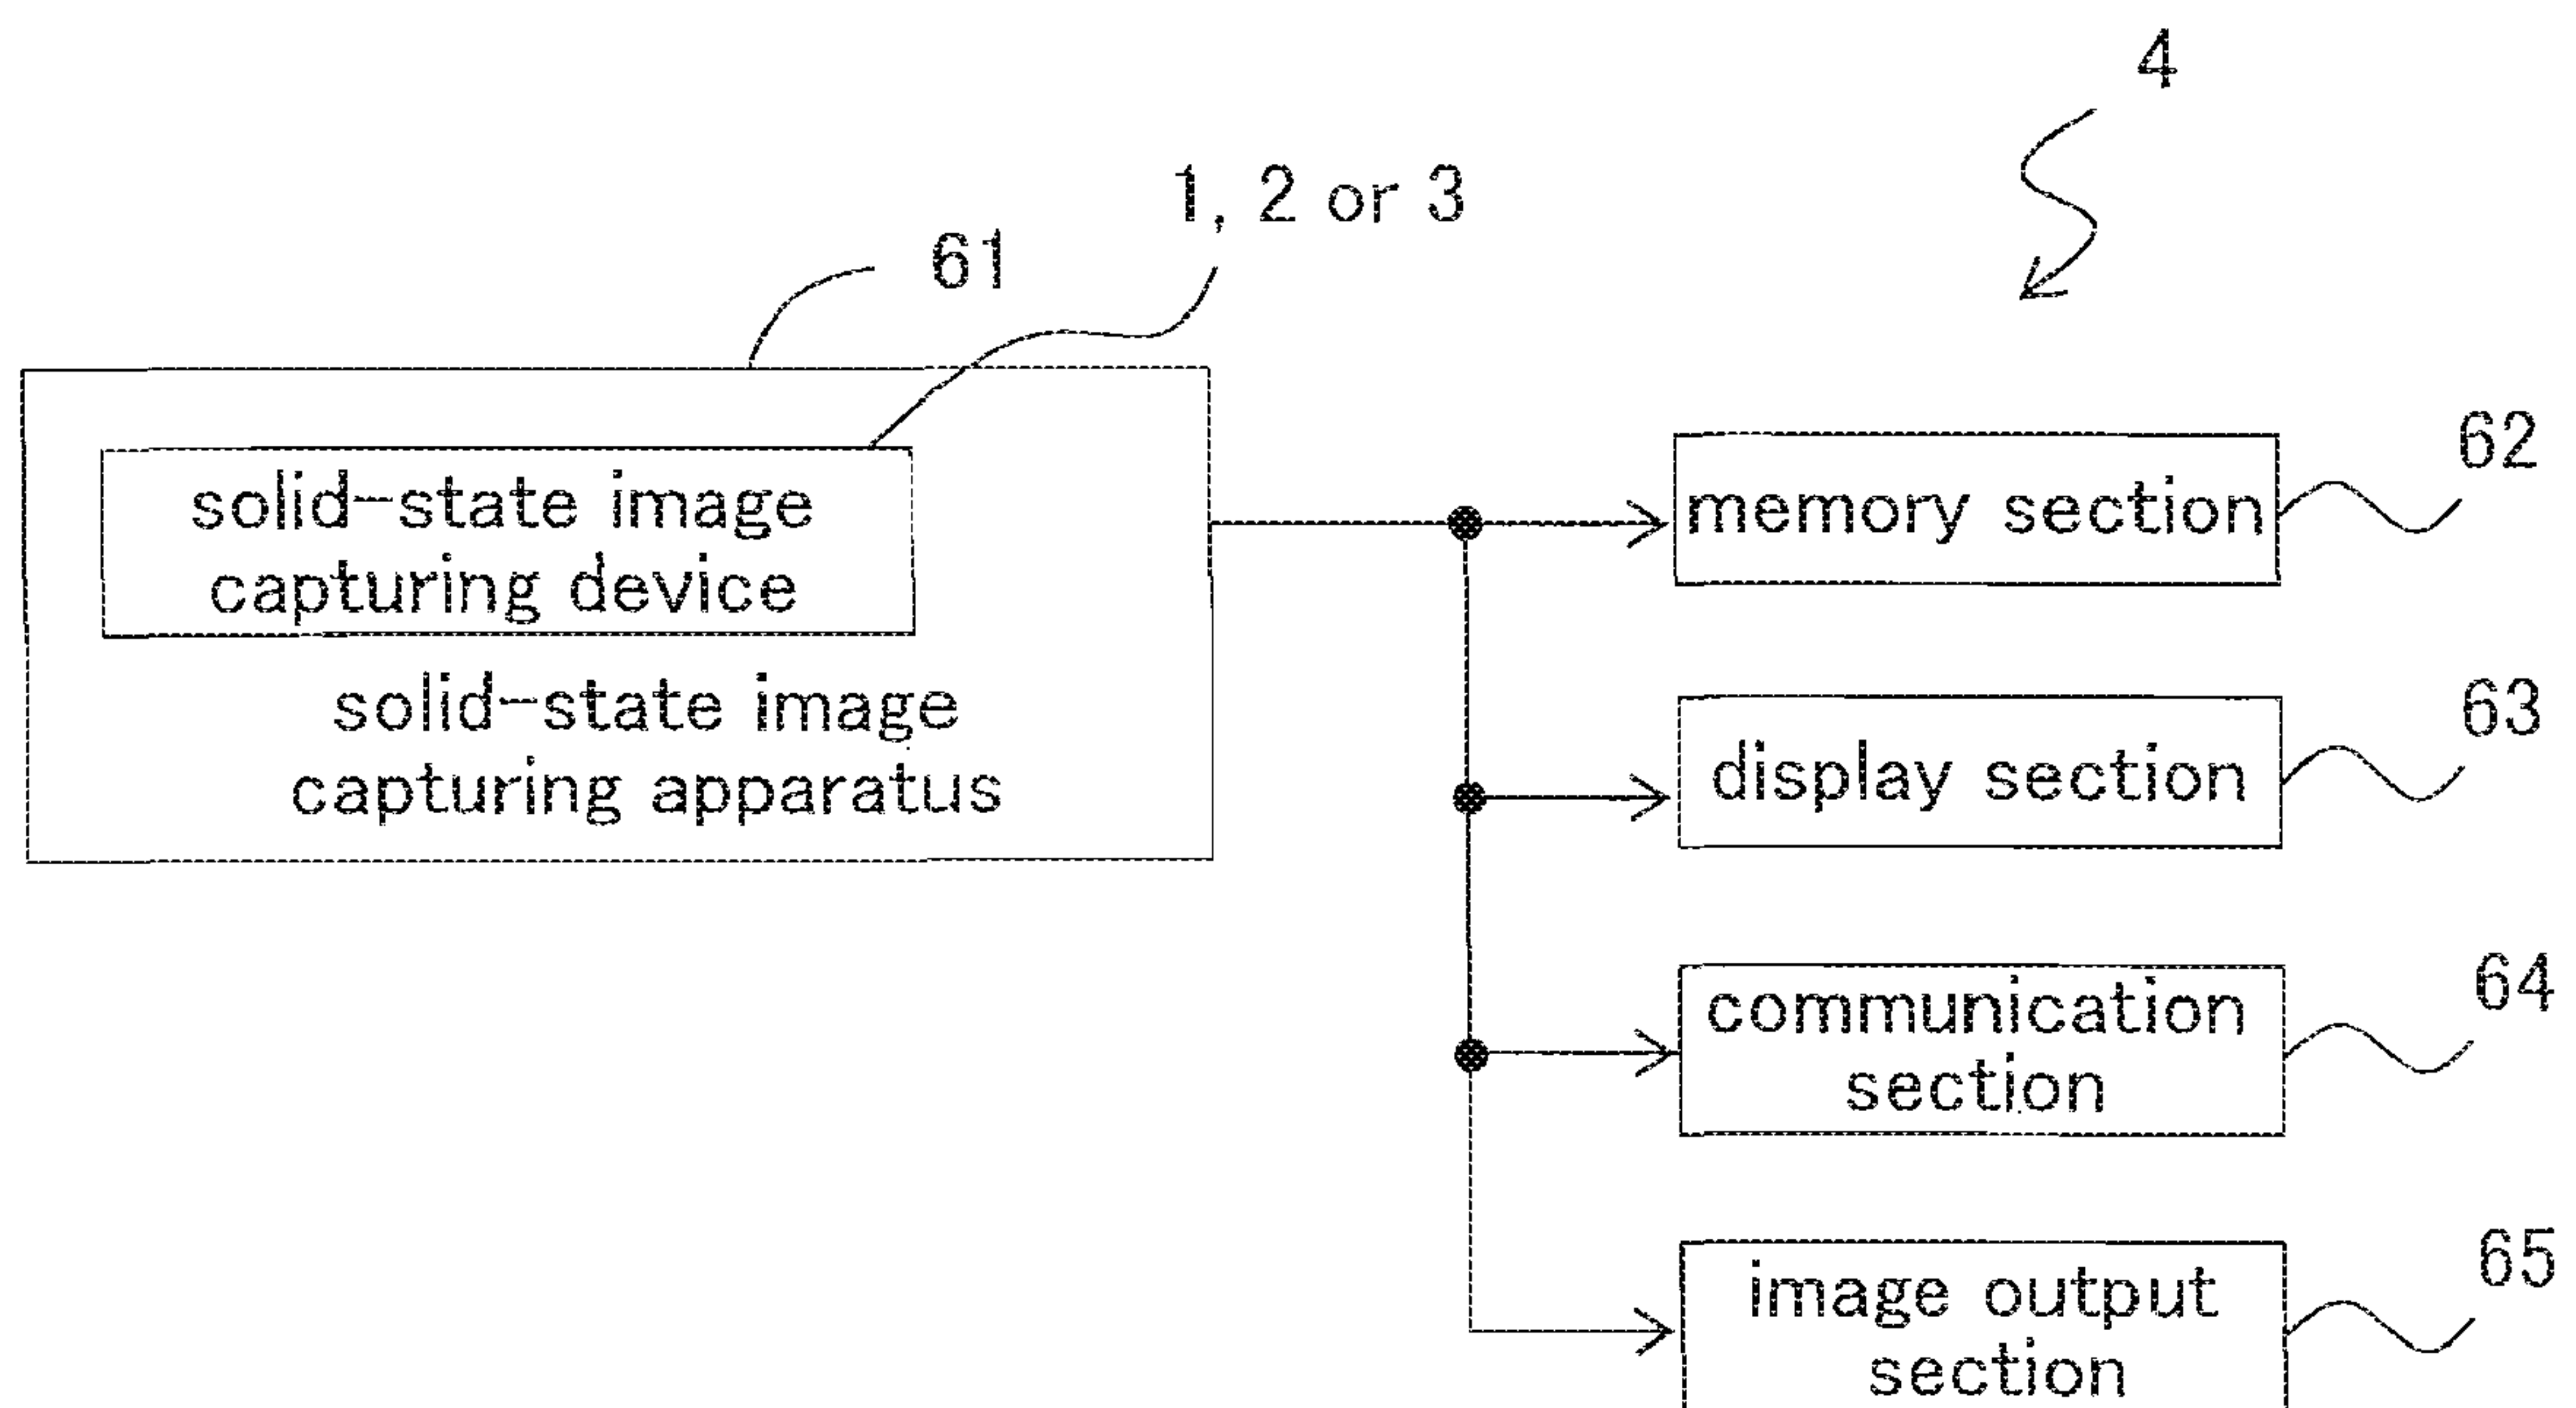 4
1, 2 or 3
61
solid-state image
capturing device
solid-state image
capturing apparatus
memory section
62
display section
63
communication
section
64
image output
section
65